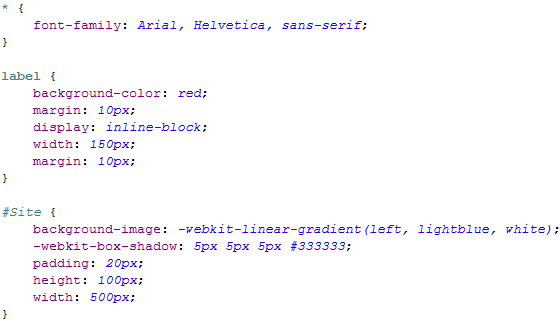 * {
    font-family: Arial, Helvetica, sans-serif;
}

label {
    background-color: red;
    margin: 10px;
    display: inline-block;
    width: 150px;
    margin: 10px;
}

#Site {
    background-image: -webkit-linear-gradient(left, lightblue, white);
    -webkit-box-shadow: 5px 5px 5px #333333;
    padding: 20px;
    height: 100px;
    width: 500px;
}